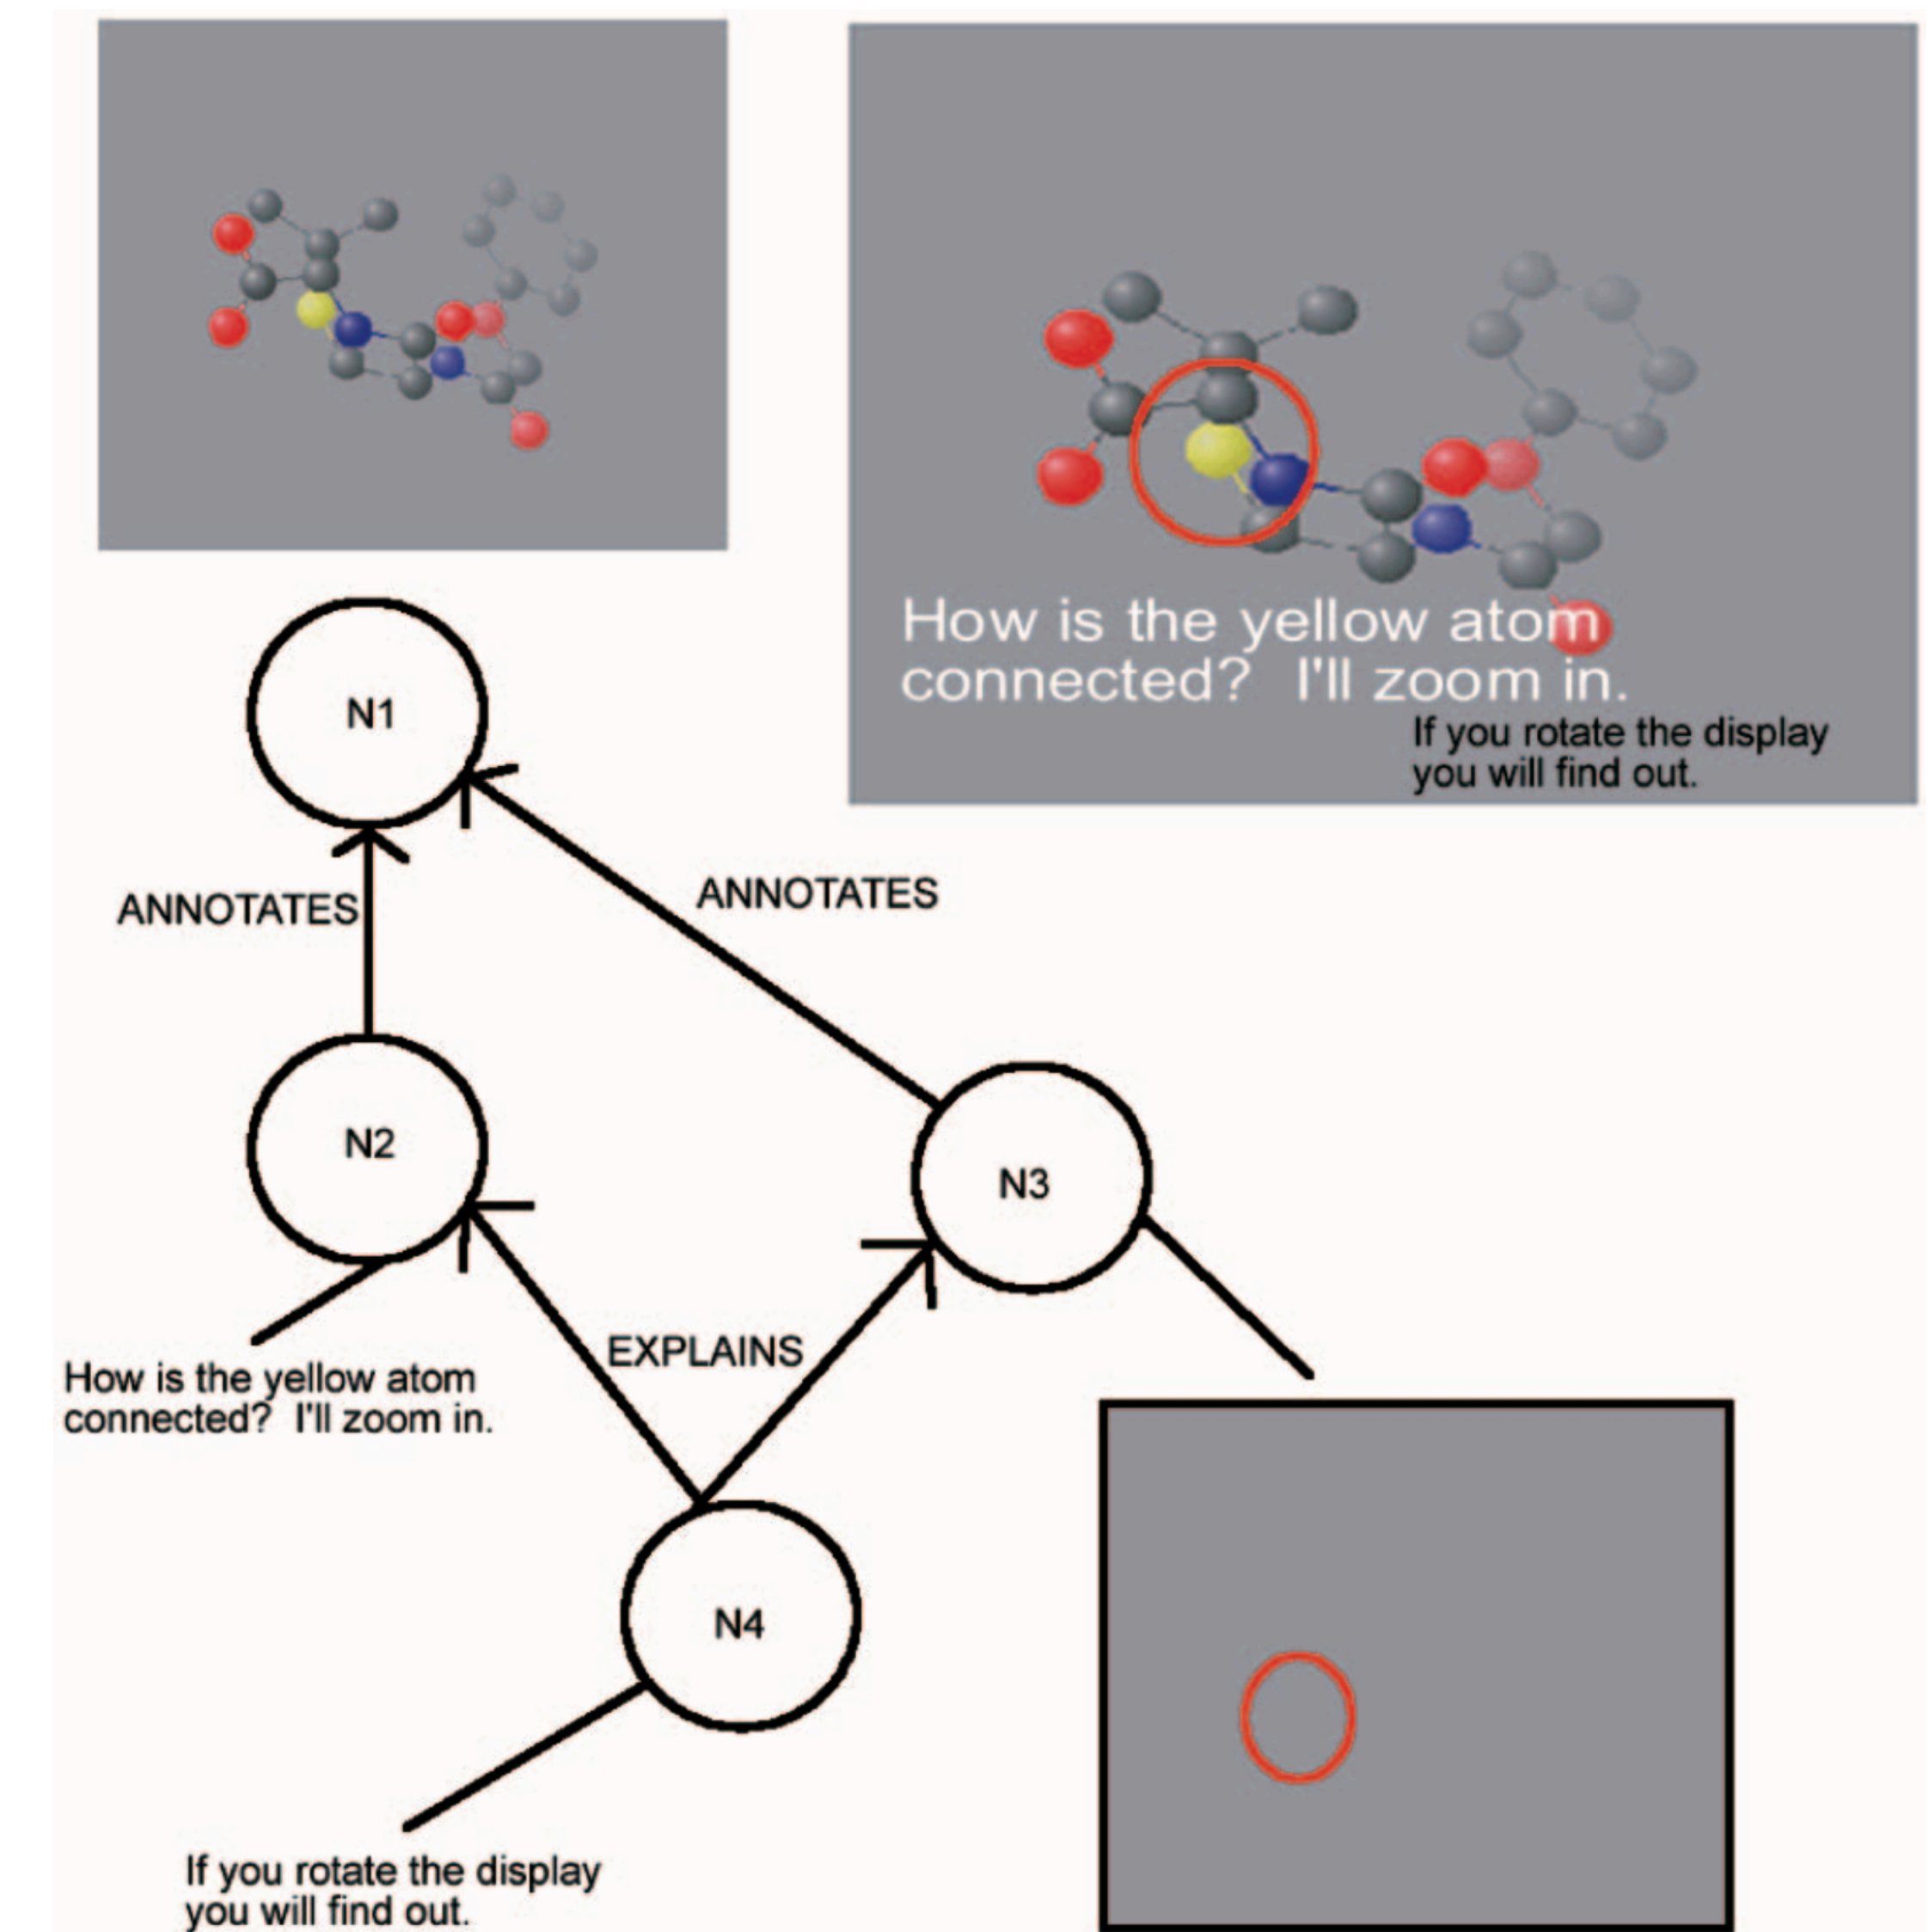 How is the yellow atom
connected? I'll zoom in.
If you rotate the display
you will find out.
N1
ANNOTATES
ANNOTATES
N2
N3
EXPLAINS
How is the yellow atom
connected? I'll zoom in.
N4
If you rotate the display
you will find out.